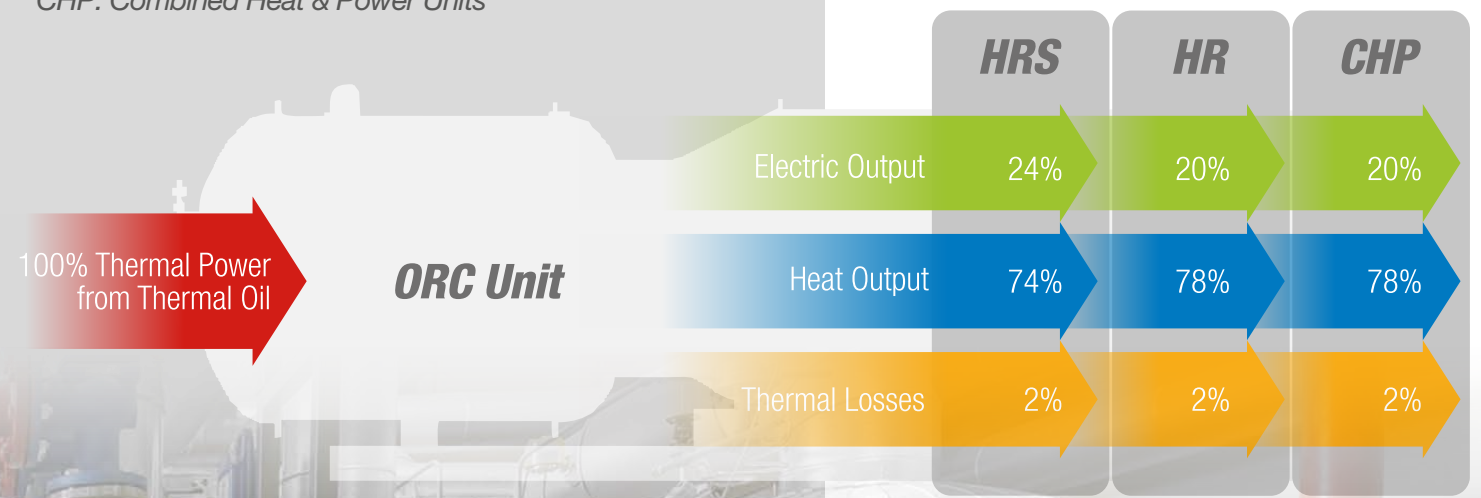 CHP: Combined Heat & Power Units
HRS HR CHP
Electric Output 24% 20% 20%
100% Thermal Power
from Thermal Oil
ORC Unit
Heat Output 74% 78% 78%
Thermal Losses 2% 2% 2%